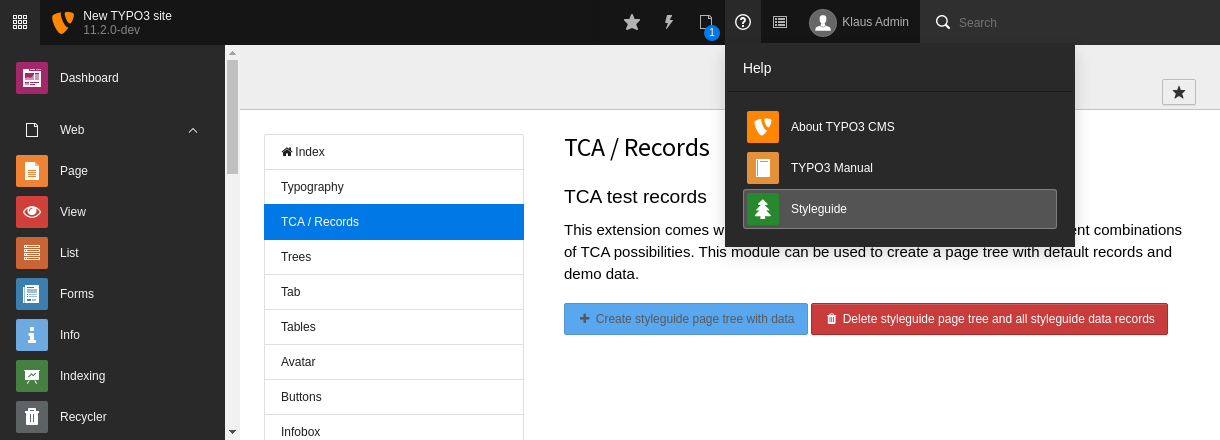 New TYPO3 site
11.2.0-dev
1
Klaus Admin
Search
Dashboard
Web
Page
View
List
Forms
Info
Indexing
Recycler
Index
Typography
TCA / Records
Trees
Tab
Tables
Avatar
Buttons
Infobox
Help
About TYPO3 CMS
TYPO3 Manual
Styleguide
TCA / Records
TCA test records
This extension comes w ent combinations
of TCA possibilities. This module can be used to create a page tree with default records and
demo data.
Create styleguide page tree with data
Delete styleguide page tree and all styleguide data records